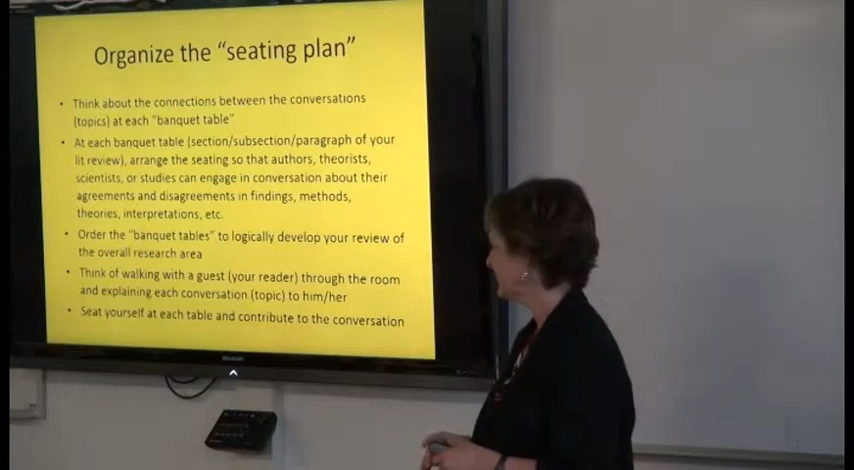 Organize the “seating plan”
• Think about the connections between the conversations
(topics) at each “banquet table”
• At each banquet table (section/subsection/paragraph of your
lit review), arrange the seating so that authors, theorists,
scientists, or studies can engage in conversation about their
agreements and disagreements in findings, methods,
theories, interpretations, etc.
• Order the “banquet tables” to logically develop your review of
the overall research area
• Think of walking with a guest (your reader) through the room
and explaining each conversation (topic) to him/her
• Seat yourself at each table and contribute to the conversation
SHARP